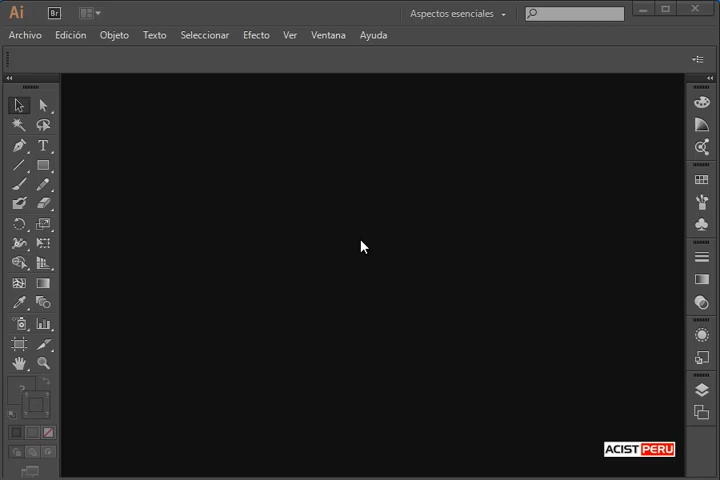 Ai Br Aspectos esenciales
Archivo Edición Objeto Texto Seleccionar Efecto Ver Ventana Ayuda
T
ACIST PERU